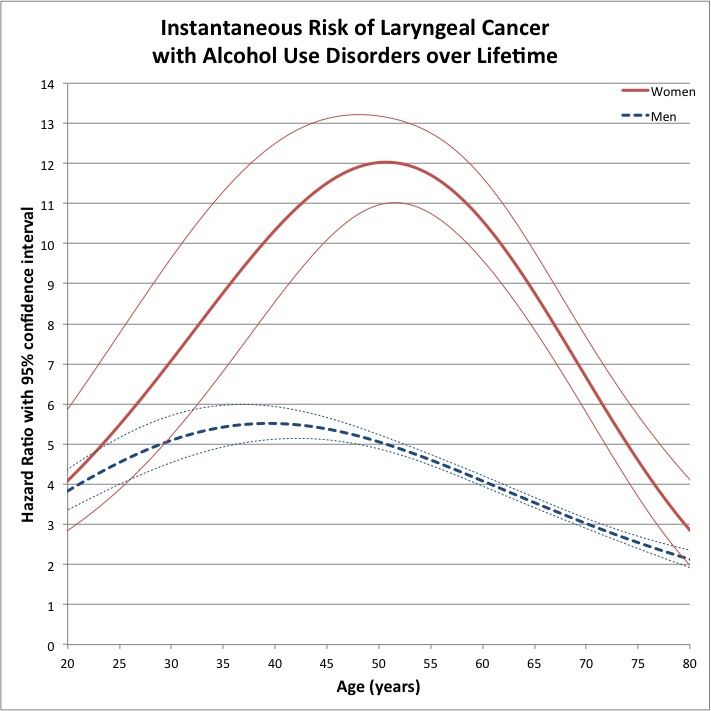 Instantaneous Risk of Laryngeal Cancer
with Alcohol Use Disorders over Lifetime
Women
Men
Hazard Ratio with 95% confidence interval
14
13
12
11
10
9
8
7
6
5
4
3
2
1
0
20 25 30 35 40 45 50 55 60 65 70 75 80
Age (years)